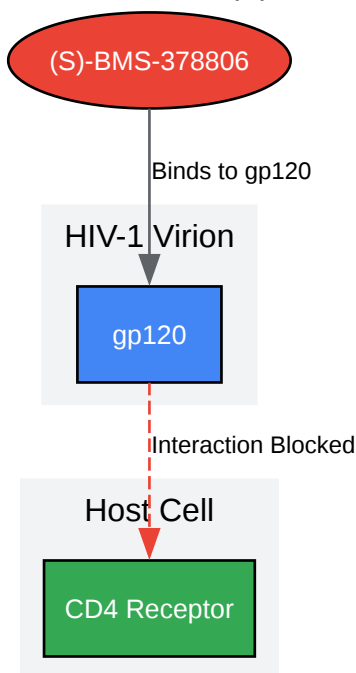 (S)-BMS-378806
Binds to gp120
HIV-1 Virion
gp120
Interaction Blocked
Host Cell
CD4 Receptor